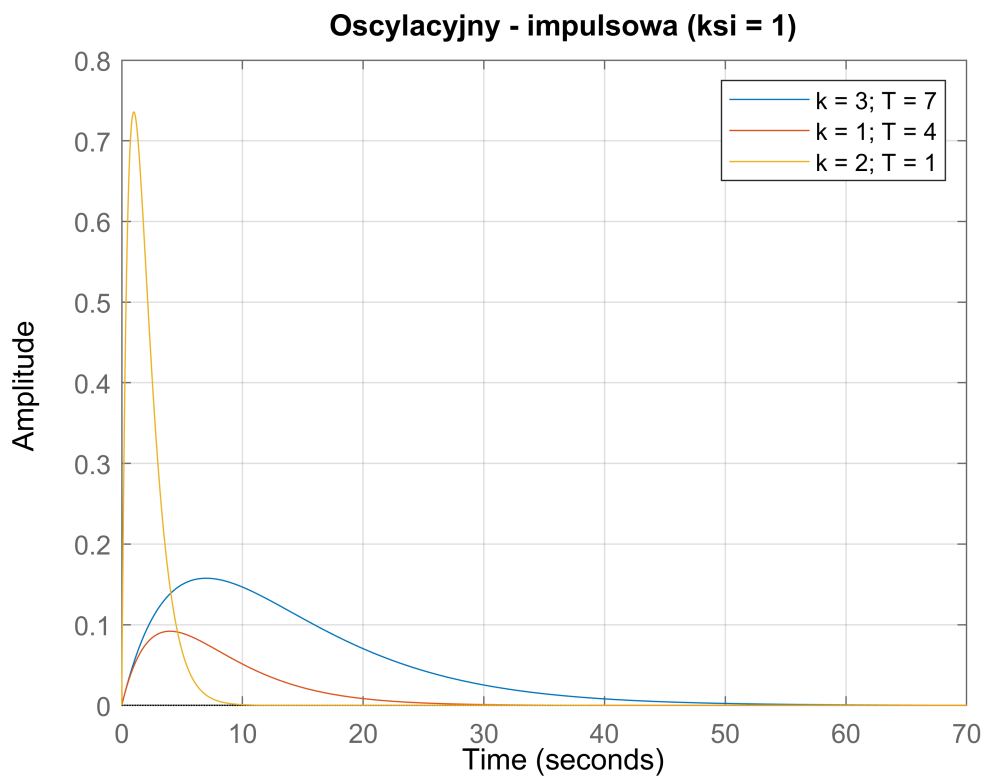 Oscylacyjny - impulsowa (ksi = 1)
k = 3; T = 7
k = 1; T = 4
k = 2; T = 1
Amplitude
0.8
0.7
0.6
0.5
0.4
0.3
0.2
0.1
0
0 10 20 30 40 50 60 70
Time (seconds)